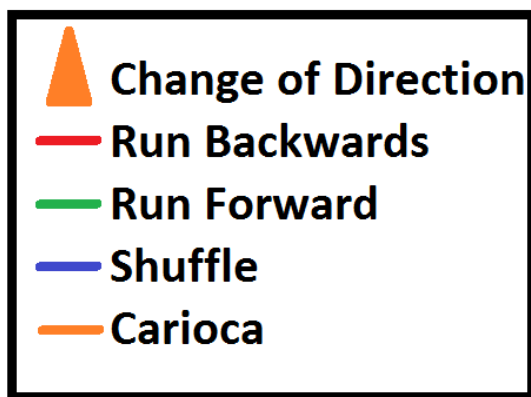 Change of Direction
Run Backwards
Run Forward
Shuffle
Carioca